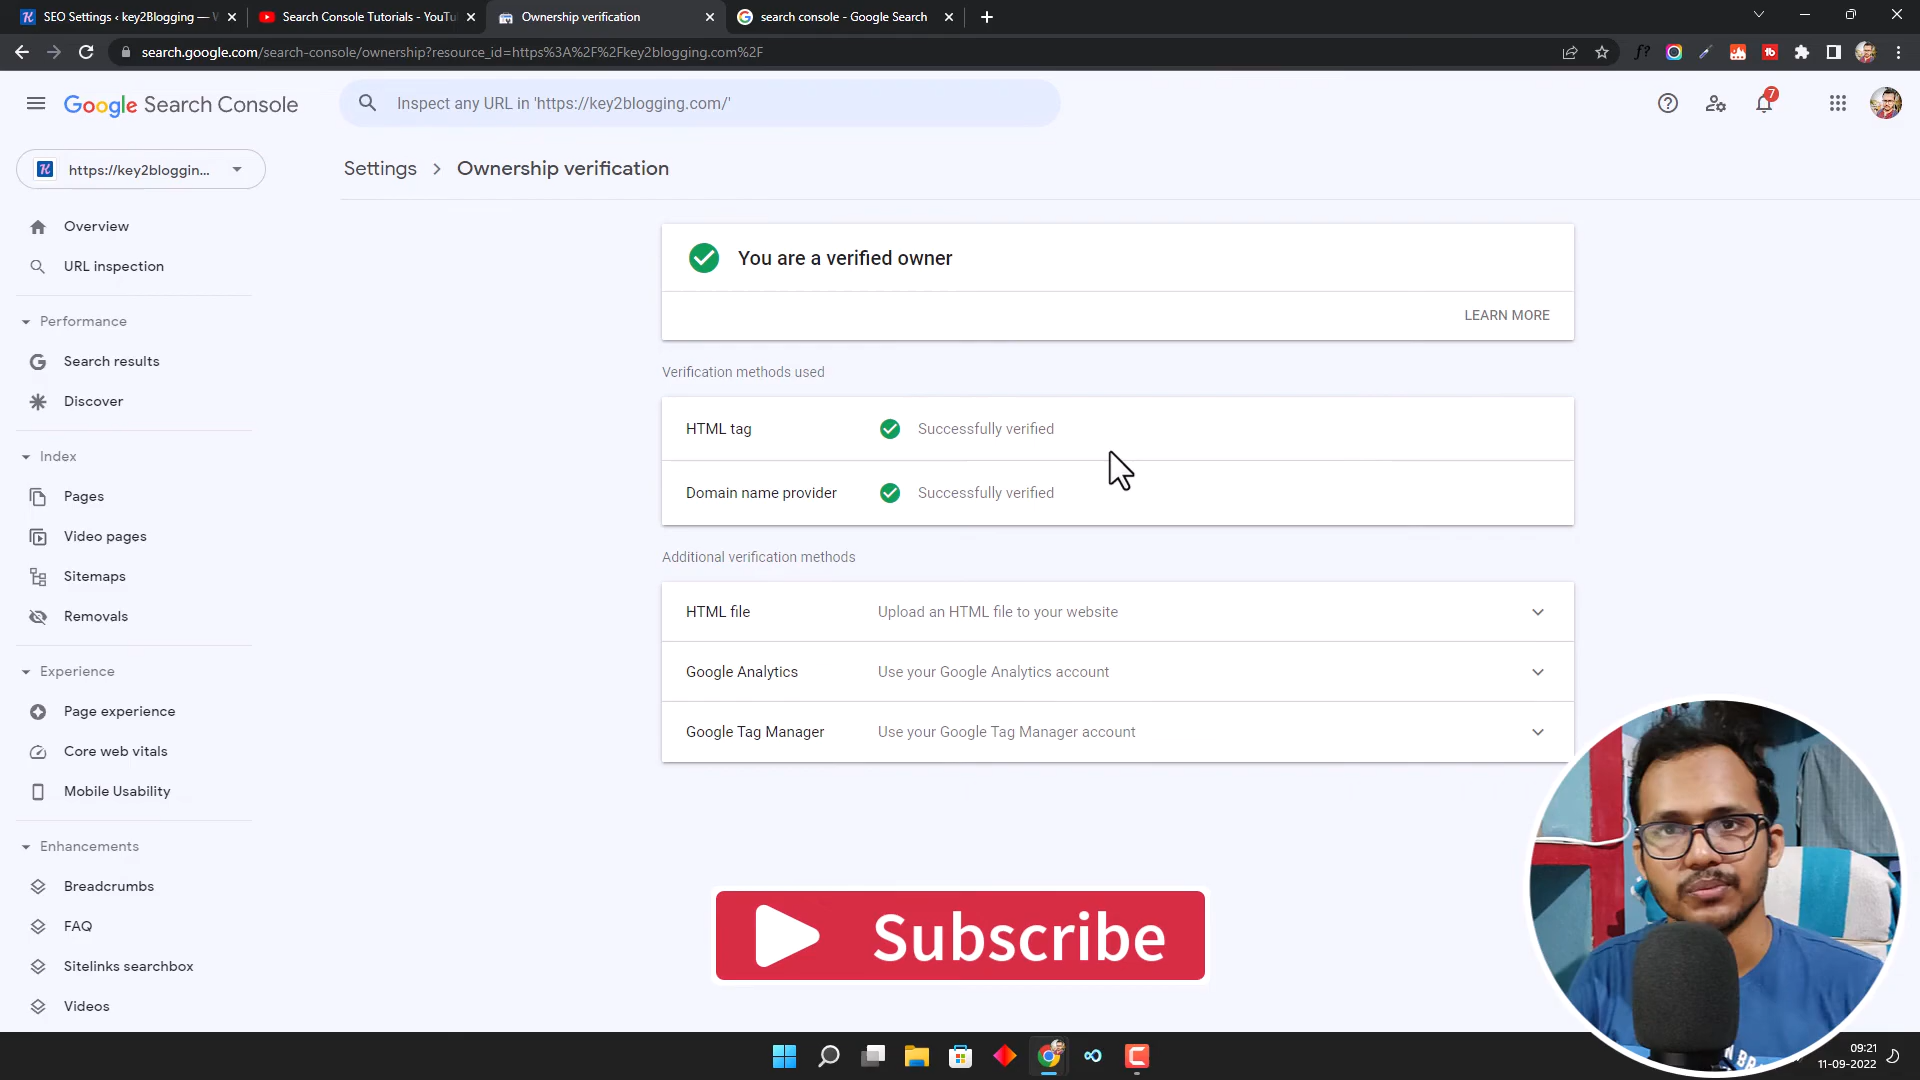 SEO Settings ‹ key2Blogging — W
Search Console Tutorials - YouTu
Ownership verification
search console - Google Search
search.google.com/search-console/ownership?resource_id=https%3A%2F%2Fkey2blogging.com%2F
Google Search Console
Inspect any URL in 'https://key2blogging.com/'
7
https://key2bloggin...
Settings
Ownership verification
Overview
URL inspection
Performance
Search results
Discover
Index
Pages
Video pages
Sitemaps
Removals
Experience
Page experience
Core web vitals
Mobile Usability
Enhancements
Breadcrumbs
FAQ
Sitelinks searchbox
Videos
You are a verified owner
LEARN MORE
Verification methods used
HTML tag Successfully verified
Domain name provider Successfully verified
Additional verification methods
HTML file Upload an HTML file to your website
Google Analytics Use your Google Analytics account
Google Tag Manager Use your Google Tag Manager account
Subscribe
09:21
11-09-2022